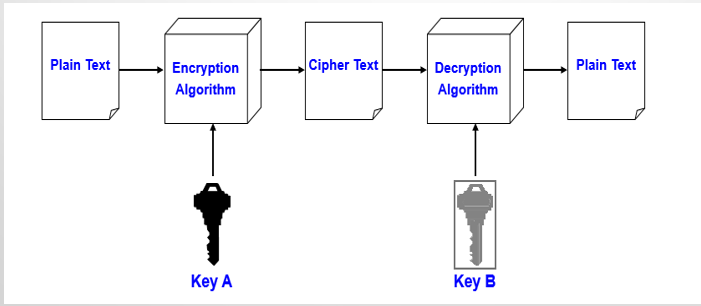 Plain Text
Encryption
Algorithm
Cipher Text
Decryption
Algorithm
Plain Text
Key A
Key B